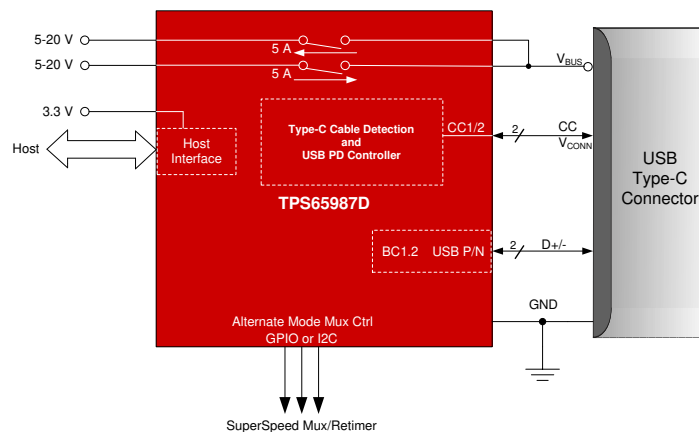 5-20 V
5 A
5-20 V
5 A
VBUS
3.3 V
Host
Host
Interface
Type-C Cable Detection
and
USB PD Controller
CC1/2
2
CC
VCONN
USB
Type-C
Connector
TPS65987D
BC1.2 USB P/N
2
D+/-
GND
Alternate Mode Mux Ctrl
GPIO or I2C
SuperSpeed Mux/Retimer